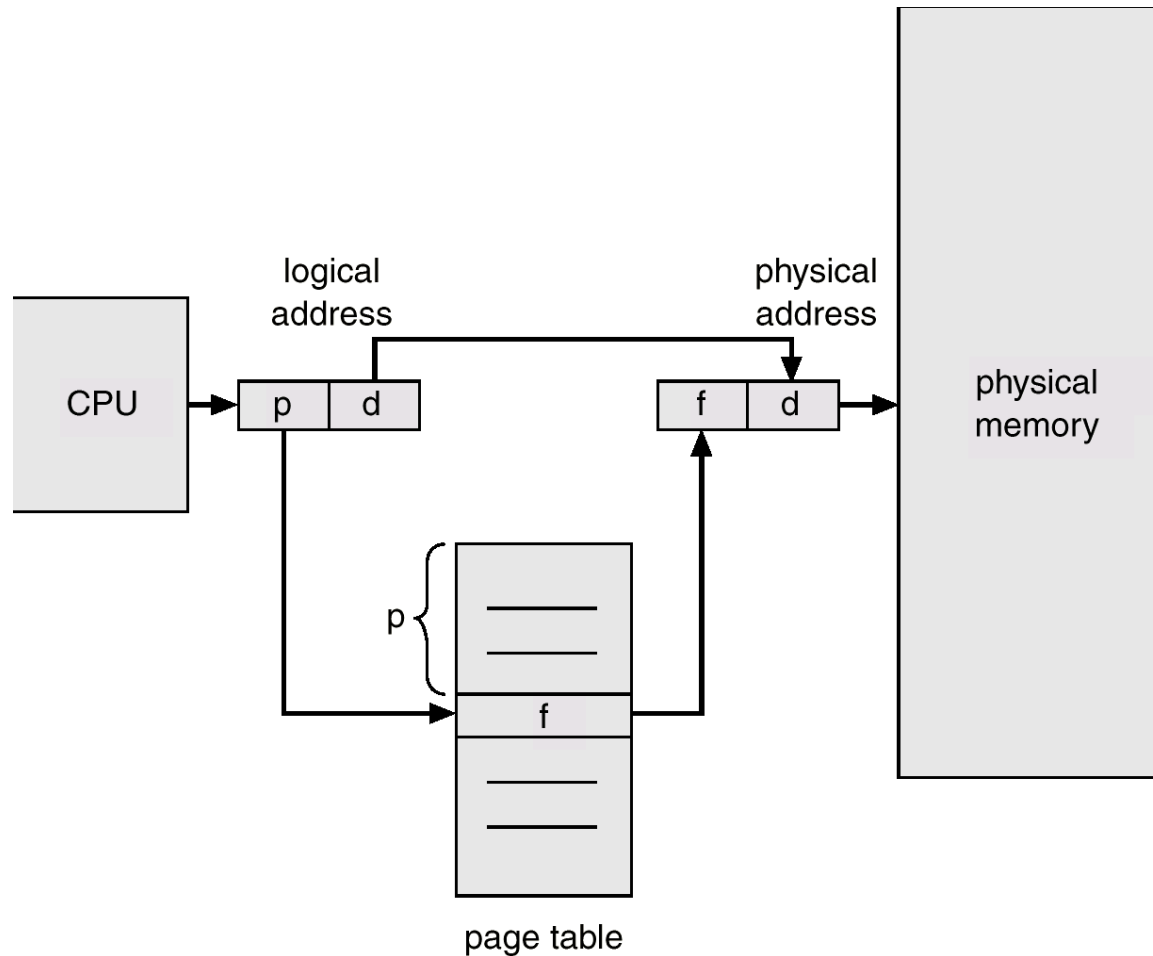 logical
address
physical
address
CPU
p
d
f
d
physical
memory
p
f
page table